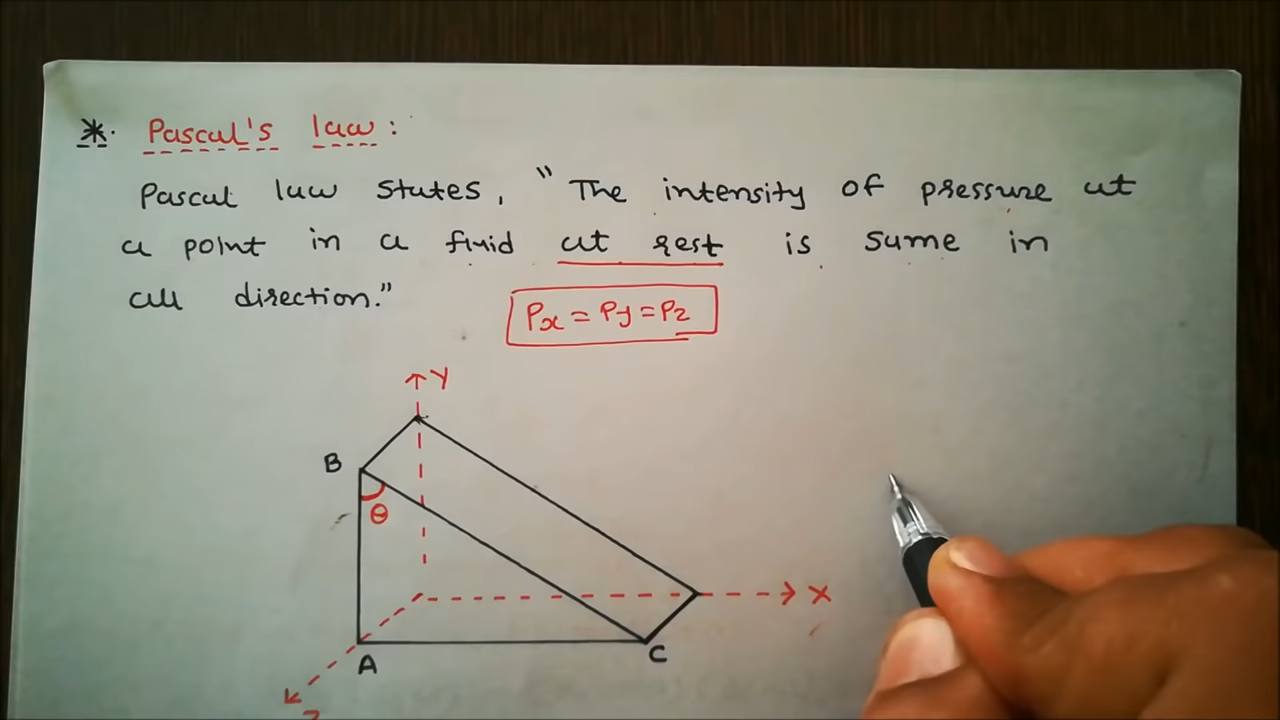 * Pascal's law:
Pascal law states, "The intensity of pressure at
a point in a fluid at rest is same in
all direction."
Px = Py = Pz
Y
B
θ
X
A
C
Z